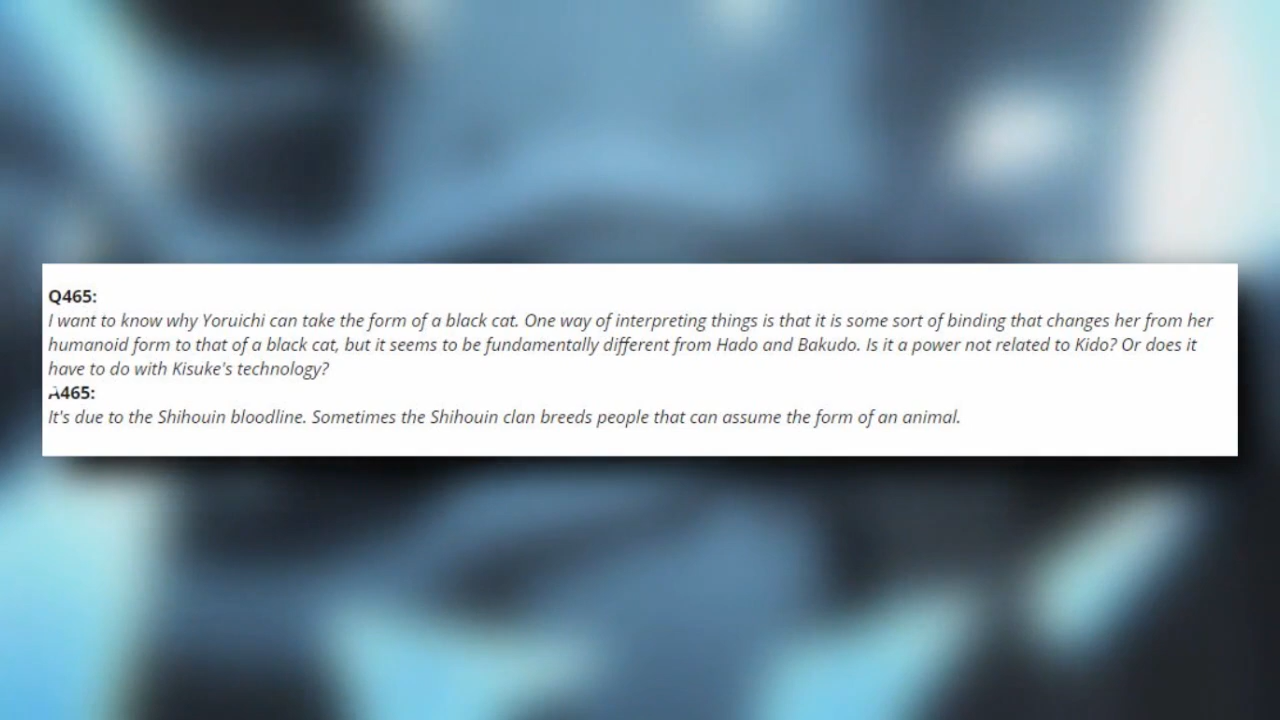 Q465:
I want to know why Yoruichi can take the form of a black cat. One way of interpreting things is that it is some sort of binding that changes her from her
humanoid form to that of a black cat, but it seems to be fundamentally different from Hado and Bakudo. Is it a power not related to Kido? Or does it
have to do with Kisuke's technology?
A465:
It's due to the Shihouin bloodline. Sometimes the Shihouin clan breeds people that can assume the form of an animal.